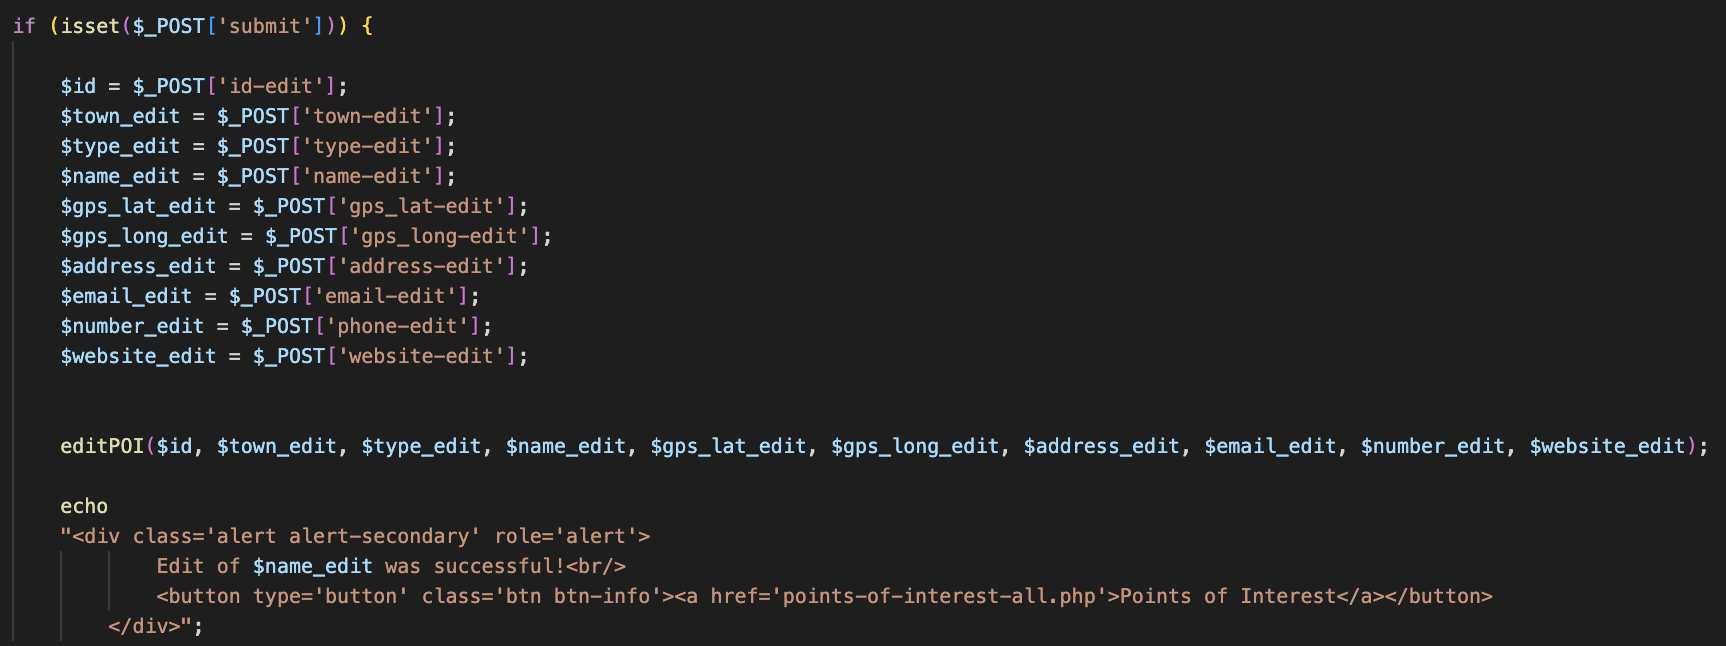 if (isset($_POST['submit'])) {
$id = $_POST['id-edit'];
$town_edit = $_POST['town-edit'];
$type_edit = $_POST['type-edit'];
$name_edit = $_POST['name-edit'];
$gps_lat_edit = $_POST['gps_lat-edit'];
$gps_long_edit = $_POST['gps_long-edit'];
$address_edit = $_POST['address-edit'];
$email_edit = $_POST['email-edit'];
$number_edit = $_POST['phone-edit'];
$website_edit = $_POST['website-edit'];
editPOI($id, $town_edit, $type_edit, $name_edit, $gps_lat_edit, $gps_long_edit, $address_edit, $email_edit, $number_edit, $website_edit);
echo
"<div class='alert alert-secondary' role='alert'>
Edit of $name_edit was successful!<br/>
<button type='button' class='btn btn-info'><a href='points-of-interest-all.php'>Points of Interest</a></button>
</div>";